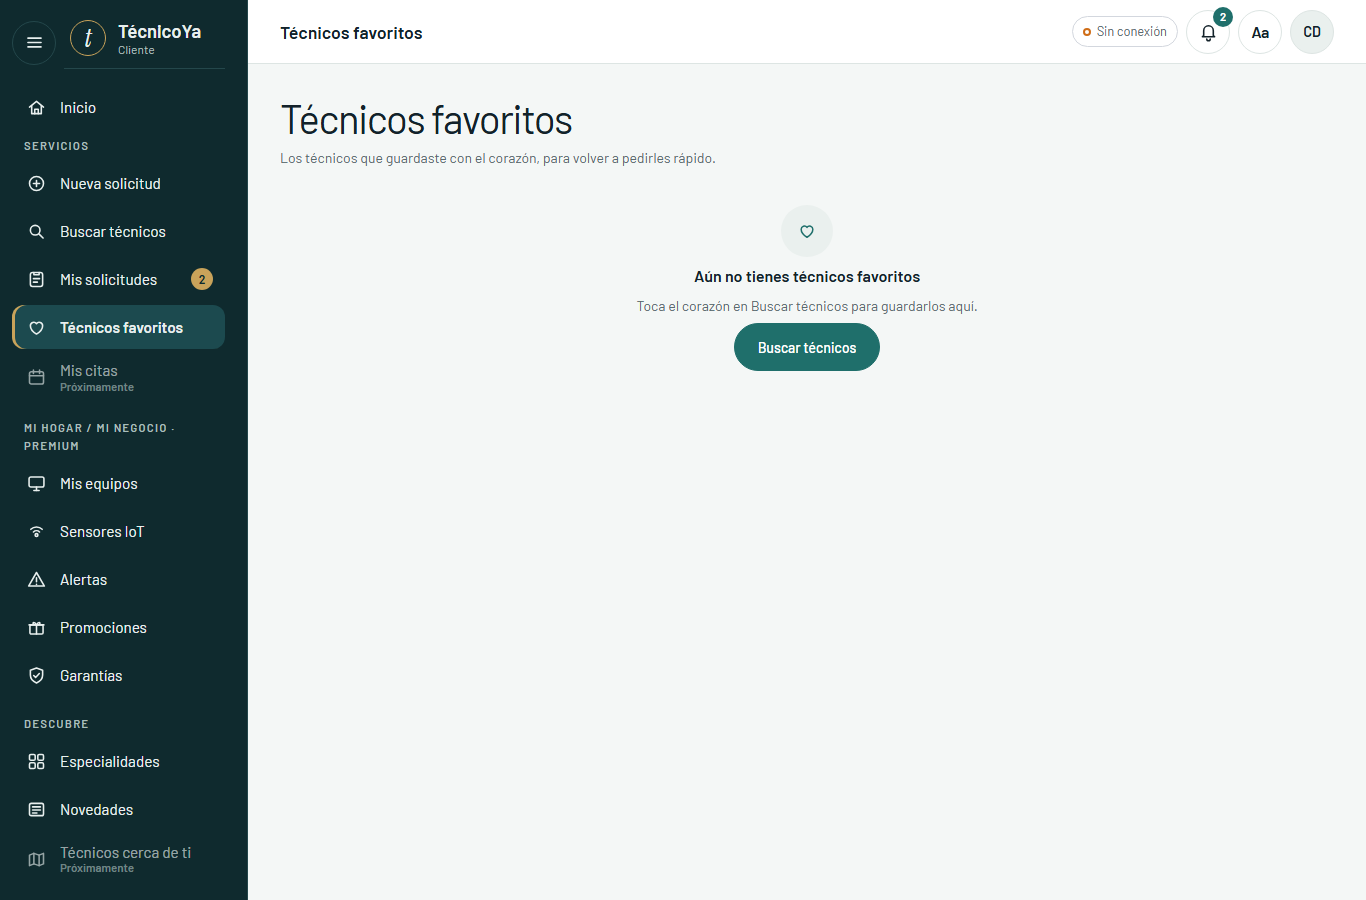 t
TécnicoYa
Cliente
Inicio
SERVICIOS
Nueva solicitud
Buscar técnicos
Mis solicitudes 2
Técnicos favoritos
Mis citas
Próximamente
MI HOGAR / MI NEGOCIO ·
PREMIUM
Mis equipos
Sensores IoT
Alertas
Promociones
Garantías
DESCUBRE
Especialidades
Novedades
Técnicos cerca de ti
Próximamente
Técnicos favoritos
Sin conexión
2
Aa
CD
Técnicos favoritos
Los técnicos que guardaste con el corazón, para volver a pedirles rápido.
Aún no tienes técnicos favoritos
Toca el corazón en Buscar técnicos para guardarlos aquí.
Buscar técnicos